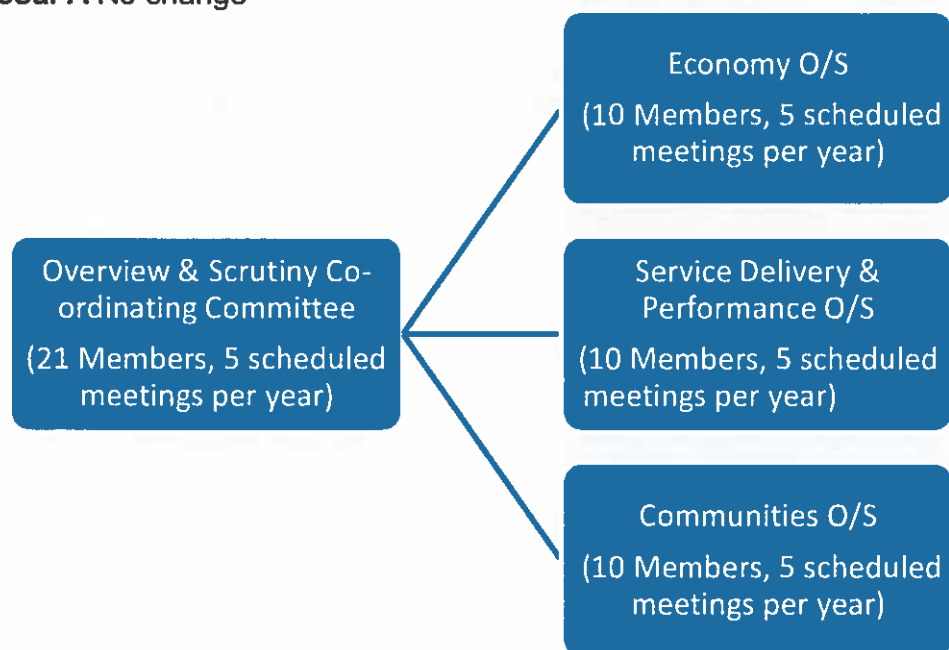 No change
Economy O/S
(10 Members, 5 scheduled
meetings per year)
Overview & Scrutiny Co-
ordinating Committee
(21 Members, 5 scheduled
meetings per year)
Service Delivery &
Performance O/S
(10 Members, 5 scheduled
meetings per year)
Communities O/S
(10 Members, 5 scheduled
meetings per year)